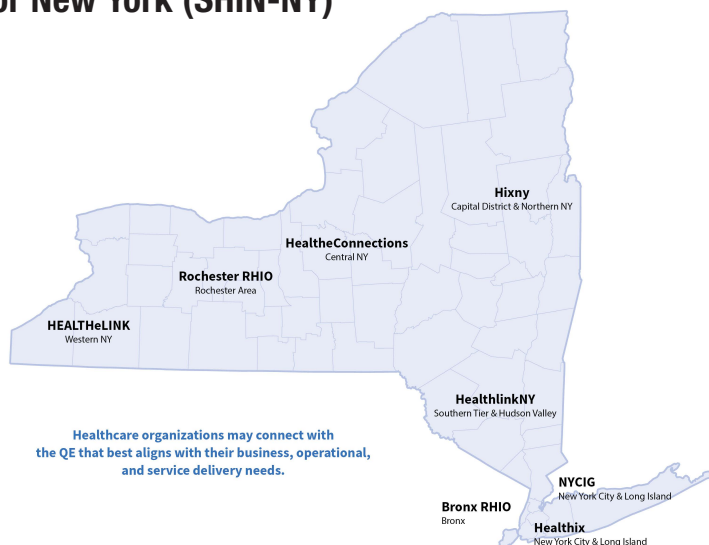 or New York (SHIN-NY)
Hixny
Capital District & Northern NY
HealtheConnections
Central NY
Rochester RHIO
Rochester Area
HEALTHeLINK
Western NY
HealthlinkNY
Southern Tier & Hudson Valley
Healthcare organizations may connect with
the QE that best aligns with their business, operational,
and service delivery needs.
NYCIG
New York City & Long Island
Bronx RHIO
Bronx
Healthix
New York City & Long Island